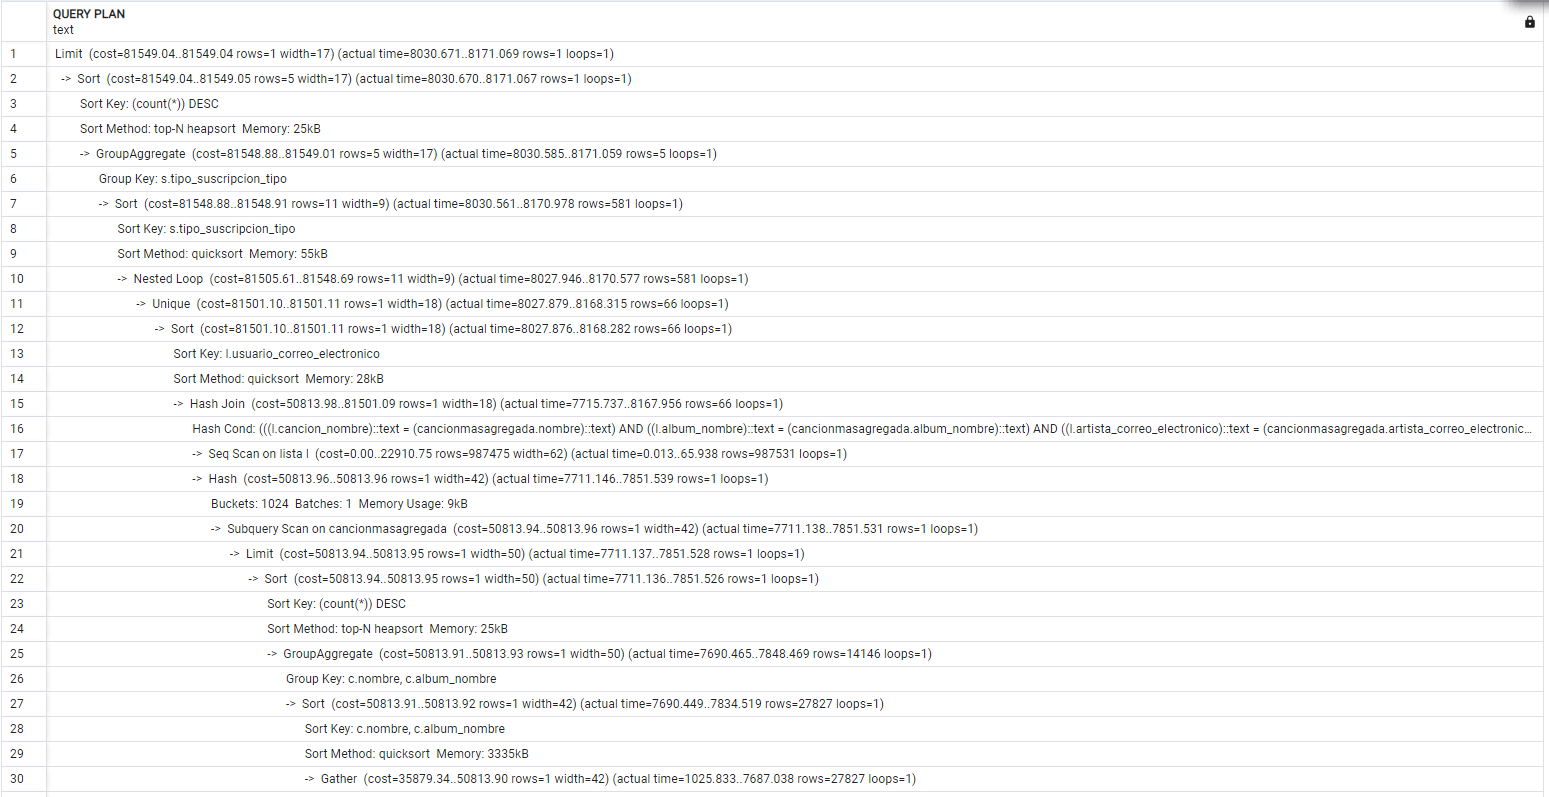 QUERY PLAN
text
1 Limit (cost=81549.04..81549.04 rows=1 width=17) (actual time=8030.671..8171.069 rows=1 loops=1)
2 -> Sort (cost=81549.04..81549.05 rows=5 width=17) (actual time=8030.670..8171.067 rows=1 loops=1)
3 Sort Key: (count(*)) DESC
4 Sort Method: top-N heapsort Memory: 25kB
5 -> GroupAggregate (cost=81548.88..81549.01 rows=5 width=17) (actual time=8030.585..8171.059 rows=5 loops=1)
6 Group Key: s.tipo_suscripcion_tipo
7 -> Sort (cost=81548.88..81548.91 rows=11 width=9) (actual time=8030.561..8170.978 rows=581 loops=1)
8 Sort Key: s.tipo_suscripcion_tipo
9 Sort Method: quicksort Memory: 55kB
10 -> Nested Loop (cost=81505.61..81548.69 rows=11 width=9) (actual time=8027.946..8170.577 rows=581 loops=1)
11 -> Unique (cost=81501.10..81501.11 rows=1 width=18) (actual time=8027.879..8168.315 rows=66 loops=1)
12 -> Sort (cost=81501.10..81501.11 rows=1 width=18) (actual time=8027.876..8168.282 rows=66 loops=1)
13 Sort Key: l.usuario_correo_electronico
14 Sort Method: quicksort Memory: 28kB
15 -> Hash Join (cost=50813.98..81501.09 rows=1 width=18) (actual time=7715.737..8167.956 rows=66 loops=1)
16 Hash Cond: (((l.cancion_nombre)::text = (cancionmasagregada.nombre)::text) AND ((l.album_nombre)::text = (cancionmasagregada.album_nombre)::text) AND ((l.artista_correo_electronico)::text = (cancionmasagregada.artista_correo_electronic...
17 -> Seq Scan on lista l (cost=0.00..22910.75 rows=987475 width=62) (actual time=0.013..65.938 rows=987531 loops=1)
18 -> Hash (cost=50813.96..50813.96 rows=1 width=42) (actual time=7711.146..7851.539 rows=1 loops=1)
19 Buckets: 1024 Batches: 1 Memory Usage: 9kB
20 -> Subquery Scan on cancionmasagregada (cost=50813.94..50813.96 rows=1 width=42) (actual time=7711.138..7851.531 rows=1 loops=1)
21 -> Limit (cost=50813.94..50813.95 rows=1 width=50) (actual time=7711.137..7851.528 rows=1 loops=1)
22 -> Sort (cost=50813.94..50813.95 rows=1 width=50) (actual time=7711.136..7851.526 rows=1 loops=1)
23 Sort Key: (count(*)) DESC
24 Sort Method: top-N heapsort Memory: 25kB
25 -> GroupAggregate (cost=50813.91..50813.93 rows=1 width=50) (actual time=7690.465..7848.469 rows=14146 loops=1)
26 Group Key: c.nombre, c.album_nombre
27 -> Sort (cost=50813.91..50813.92 rows=1 width=42) (actual time=7690.449..7834.519 rows=27827 loops=1)
28 Sort Key: c.nombre, c.album_nombre
29 Sort Method: quicksort Memory: 3335kB
30 -> Gather (cost=35879.34..50813.90 rows=1 width=42) (actual time=1025.833..7687.038 rows=27827 loops=1)